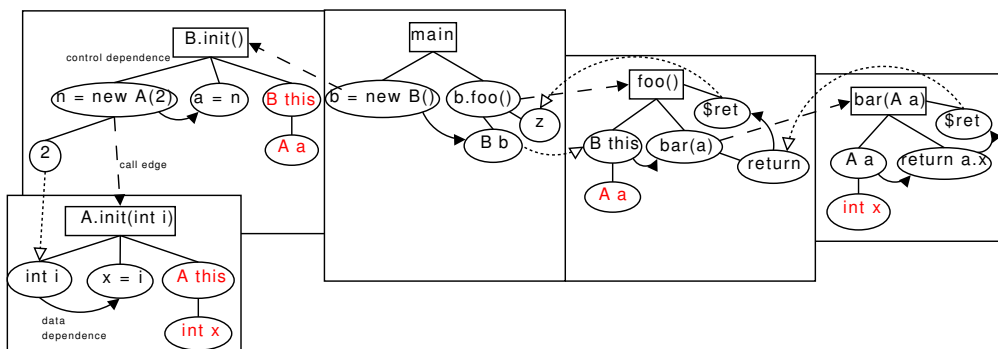 B.init()
control dependence
n = new A(2)
a = n
B this
A a
2
call edge
A.init(int i)
int i
x = i
A this
int x
data
dependence
main
b = new B()
b.foo()
z
B b
foo()
$ret
B this
bar(a)
return
A a
bar(A a)
$ret
A a
return a.x
int x